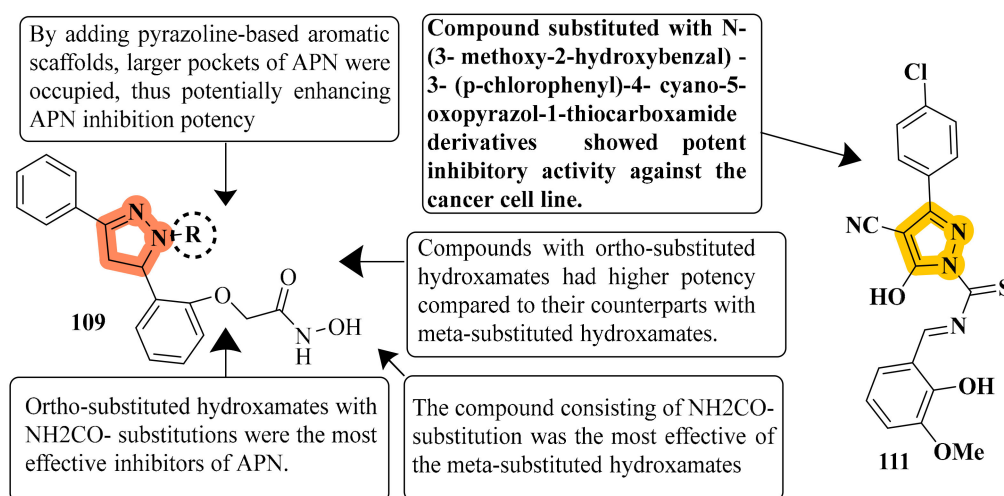 By adding pyrazoline-based aromatic
scaffolds, larger pockets of APN were
occupied, thus potentially enhancing
APN inhibition potency
Compound substituted with N-
(3- methoxy-2-hydroxybenzal) -
3- (p-chlorophenyl)-4- cyano-5-
oxopyrazol-1-thiocarboxamide
derivatives showed potent
inhibitory activity against the
cancer cell line.
Cl
N
N
R
NC
N
N
HO
S
N
OH
OMe
111
O
O
N
H
OH
109
Compounds with ortho-substituted
hydroxamates had higher potency
compared to their counterparts with
meta-substituted hydroxamates.
Ortho-substituted hydroxamates with
NH2CO- substitutions were the most
effective inhibitors of APN.
The compound consisting of NH2CO-
substitution was the most effective of
the meta-substituted hydroxamates